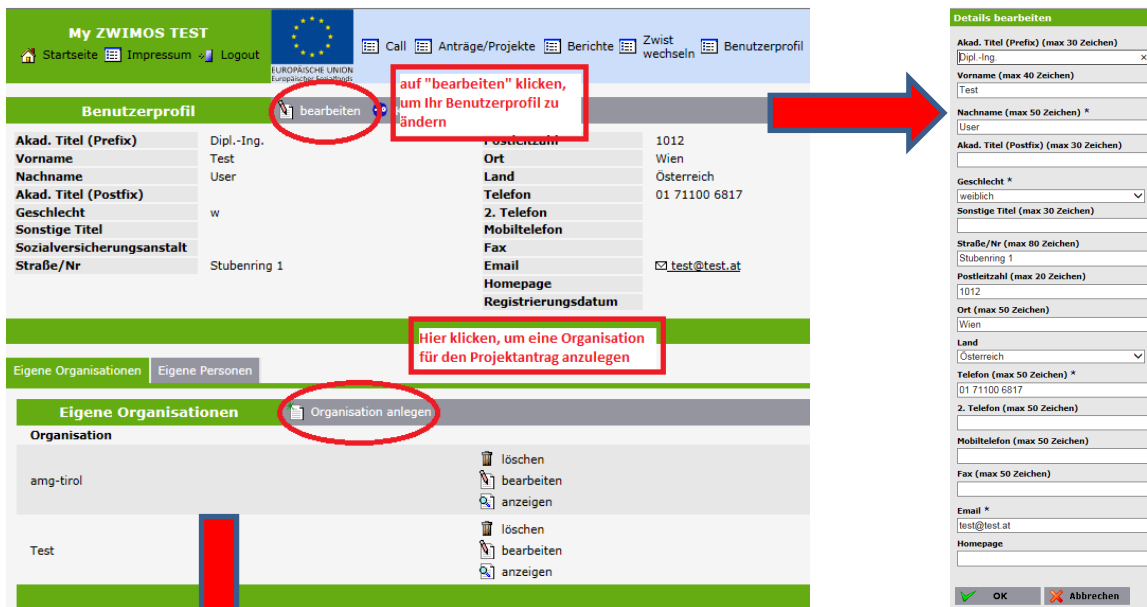 My ZWIMOS TEST
Startseite Impressum Logout
EUROPÄISCHE UNION
Europäischer Sozialfonds
Call Anträge/Projekte Berichte Zwist wechseln Benutzerprofil
auf "bearbeiten" klicken,
um Ihr Benutzerprofil zu
ändern
Benutzerprofil bearbeiten
Akad. Titel (Prefix) Dipl.-Ing.
Vorname Test
Nachname User
Akad. Titel (Postfix)
Geschlecht w
Sonstige Titel
Sozialversicherungsanstalt
Straße/Nr Stubenring 1
Postleitzahl 1012
Ort Wien
Land Österreich
Telefon 01 71100 6817
2. Telefon
Mobiltelefon
Fax
Email test@test.at
Homepage
Registrierungsdatum
Hier klicken, um eine Organisation
für den Projektantrag anzulegen
Eigene Organisationen Eigene Personen
Eigene Organisationen Organisation anlegen
Organisation
amg-tirol
löschen
bearbeiten
anzeigen
Test
löschen
bearbeiten
anzeigen
Details bearbeiten
Akad. Titel (Prefix) (max 30 Zeichen)
Dipl.-Ing.
Vorname (max 40 Zeichen)
Test
Nachname (max 50 Zeichen) *
User
Akad. Titel (Postfix) (max 30 Zeichen)
Geschlecht *
weiblich
Sonstige Titel (max 30 Zeichen)
Straße/Nr (max 80 Zeichen)
Stubenring 1
Postleitzahl (max 20 Zeichen)
1012
Ort (max 50 Zeichen)
Wien
Land
Österreich
Telefon (max 50 Zeichen) *
01 71100 6817
2. Telefon (max 50 Zeichen)
Mobiltelefon (max 50 Zeichen)
Fax (max 50 Zeichen)
Email *
test@test.at
Homepage
OK Abbrechen